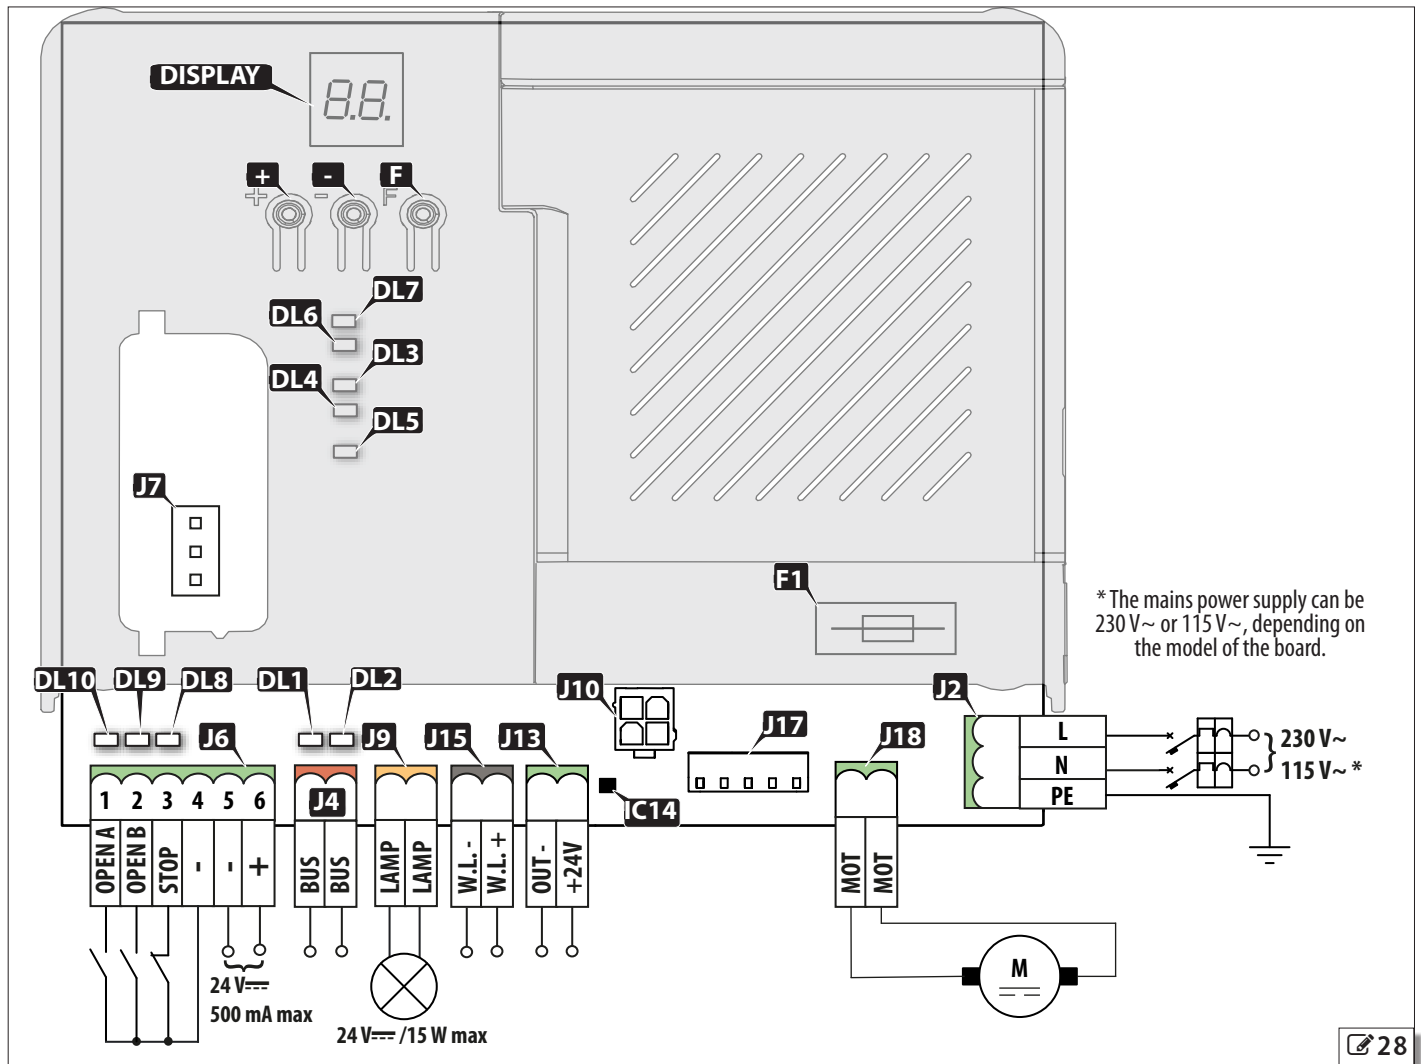 DISPLAY
8.8.
+ - F
+ - F
DL7
DL6
DL3
DL4
DL5
J7
F1
* The mains power supply can be
230 V~ or 115 V~, depending on
the model of the board.
DL10 DL9 DL8 DL1 DL2
J10
J2
J6 J9 J15 J13 J17 J18
L
N
PE
230 V~
115 V~ *
1 2 3 4 5 6
J4
IC14
OPEN A
OPEN B
STOP
-
-
+
BUS
BUS
LAMP
LAMP
W.L. -
W.L. +
OUT -
+24V
MOT
MOT
M
24 V⎓
500 mA max
24 V⎓ /15 W max
28